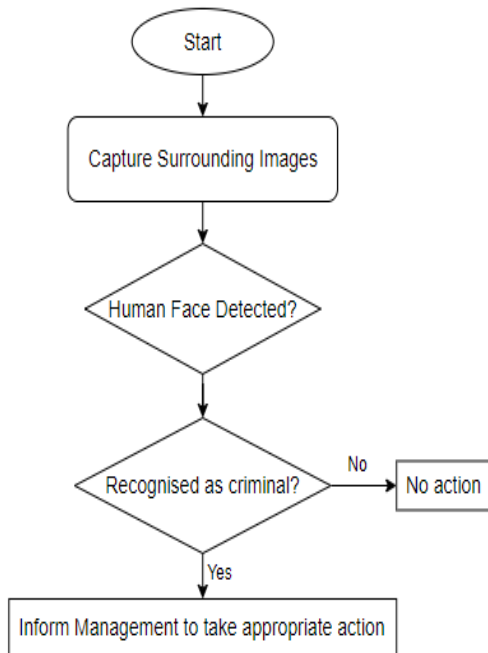 Start
Capture Surrounding Images
Human Face Detected?
Recognised as criminal?
No
No action
Yes
Inform Management to take appropriate action